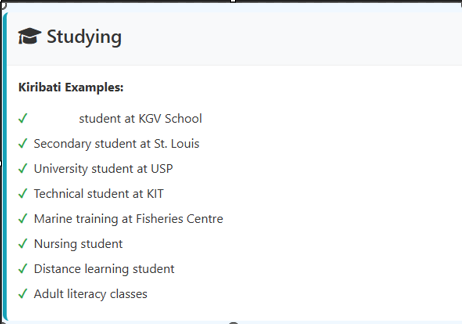 Studying
Kiribati Examples:
✓ student at KGV School
✓ Secondary student at St. Louis
✓ University student at USP
✓ Technical student at KIT
✓ Marine training at Fisheries Centre
✓ Nursing student
✓ Distance learning student
✓ Adult literacy classes